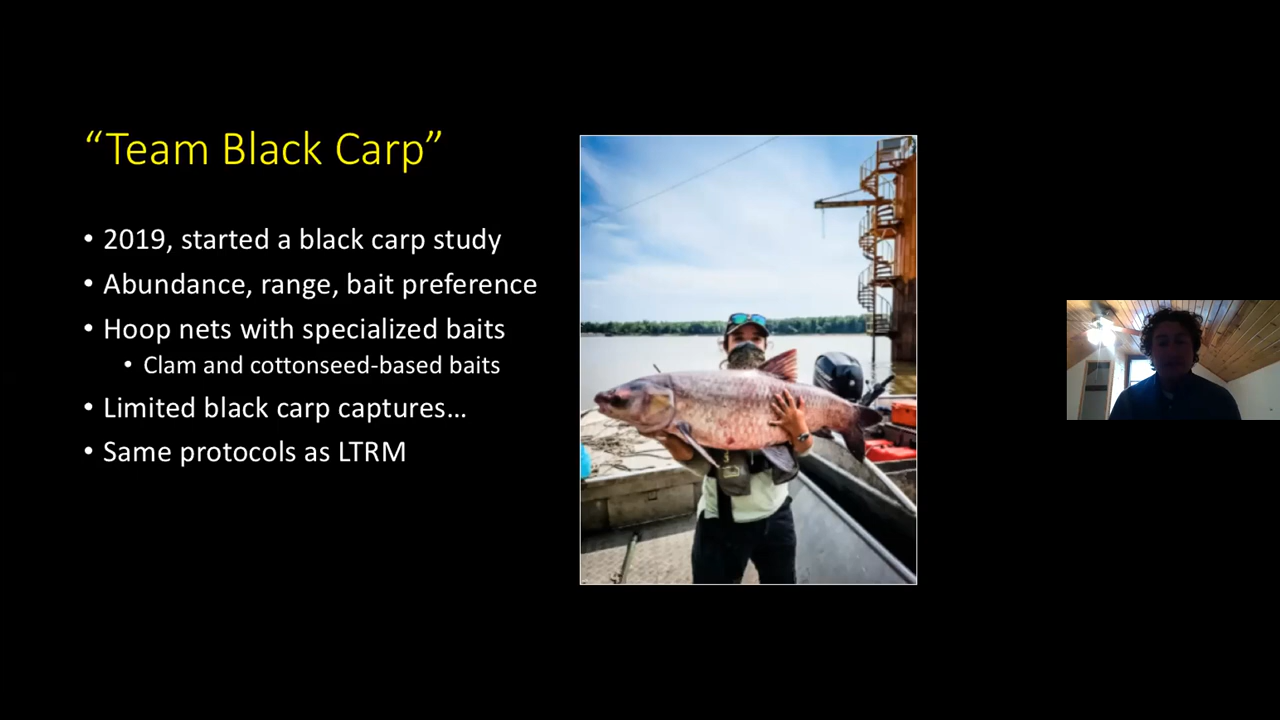 “Team Black Carp”
• 2019, started a black carp study
• Abundance, range, bait preference
• Hoop nets with specialized baits
• Clam and cottonseed-based baits
• Limited black carp captures…
• Same protocols as LTRM